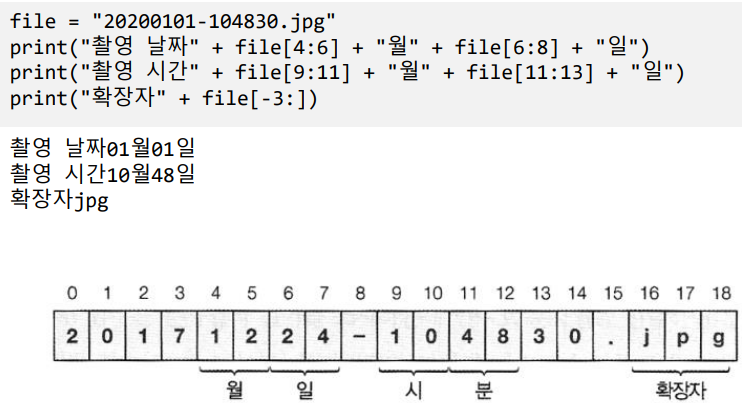 file = "20200101-104830.jpg"
print("촬영 날짜" + file[4:6] + "월" + file[6:8] + "일")
print("촬영 시간" + file[9:11] + "월" + file[11:13] + "일")
print("확장자" + file[-3:])
촬영 날짜01월01일
촬영 시간10월48일
확장자jpg
0 1 2 3 4 5 6 7 8 9 10 11 12 13 14 15 16 17 18
2 0 1 7 1 2 2 4 – 1 0 4 8 3 0 . j p g
월 일 시 분 확장자